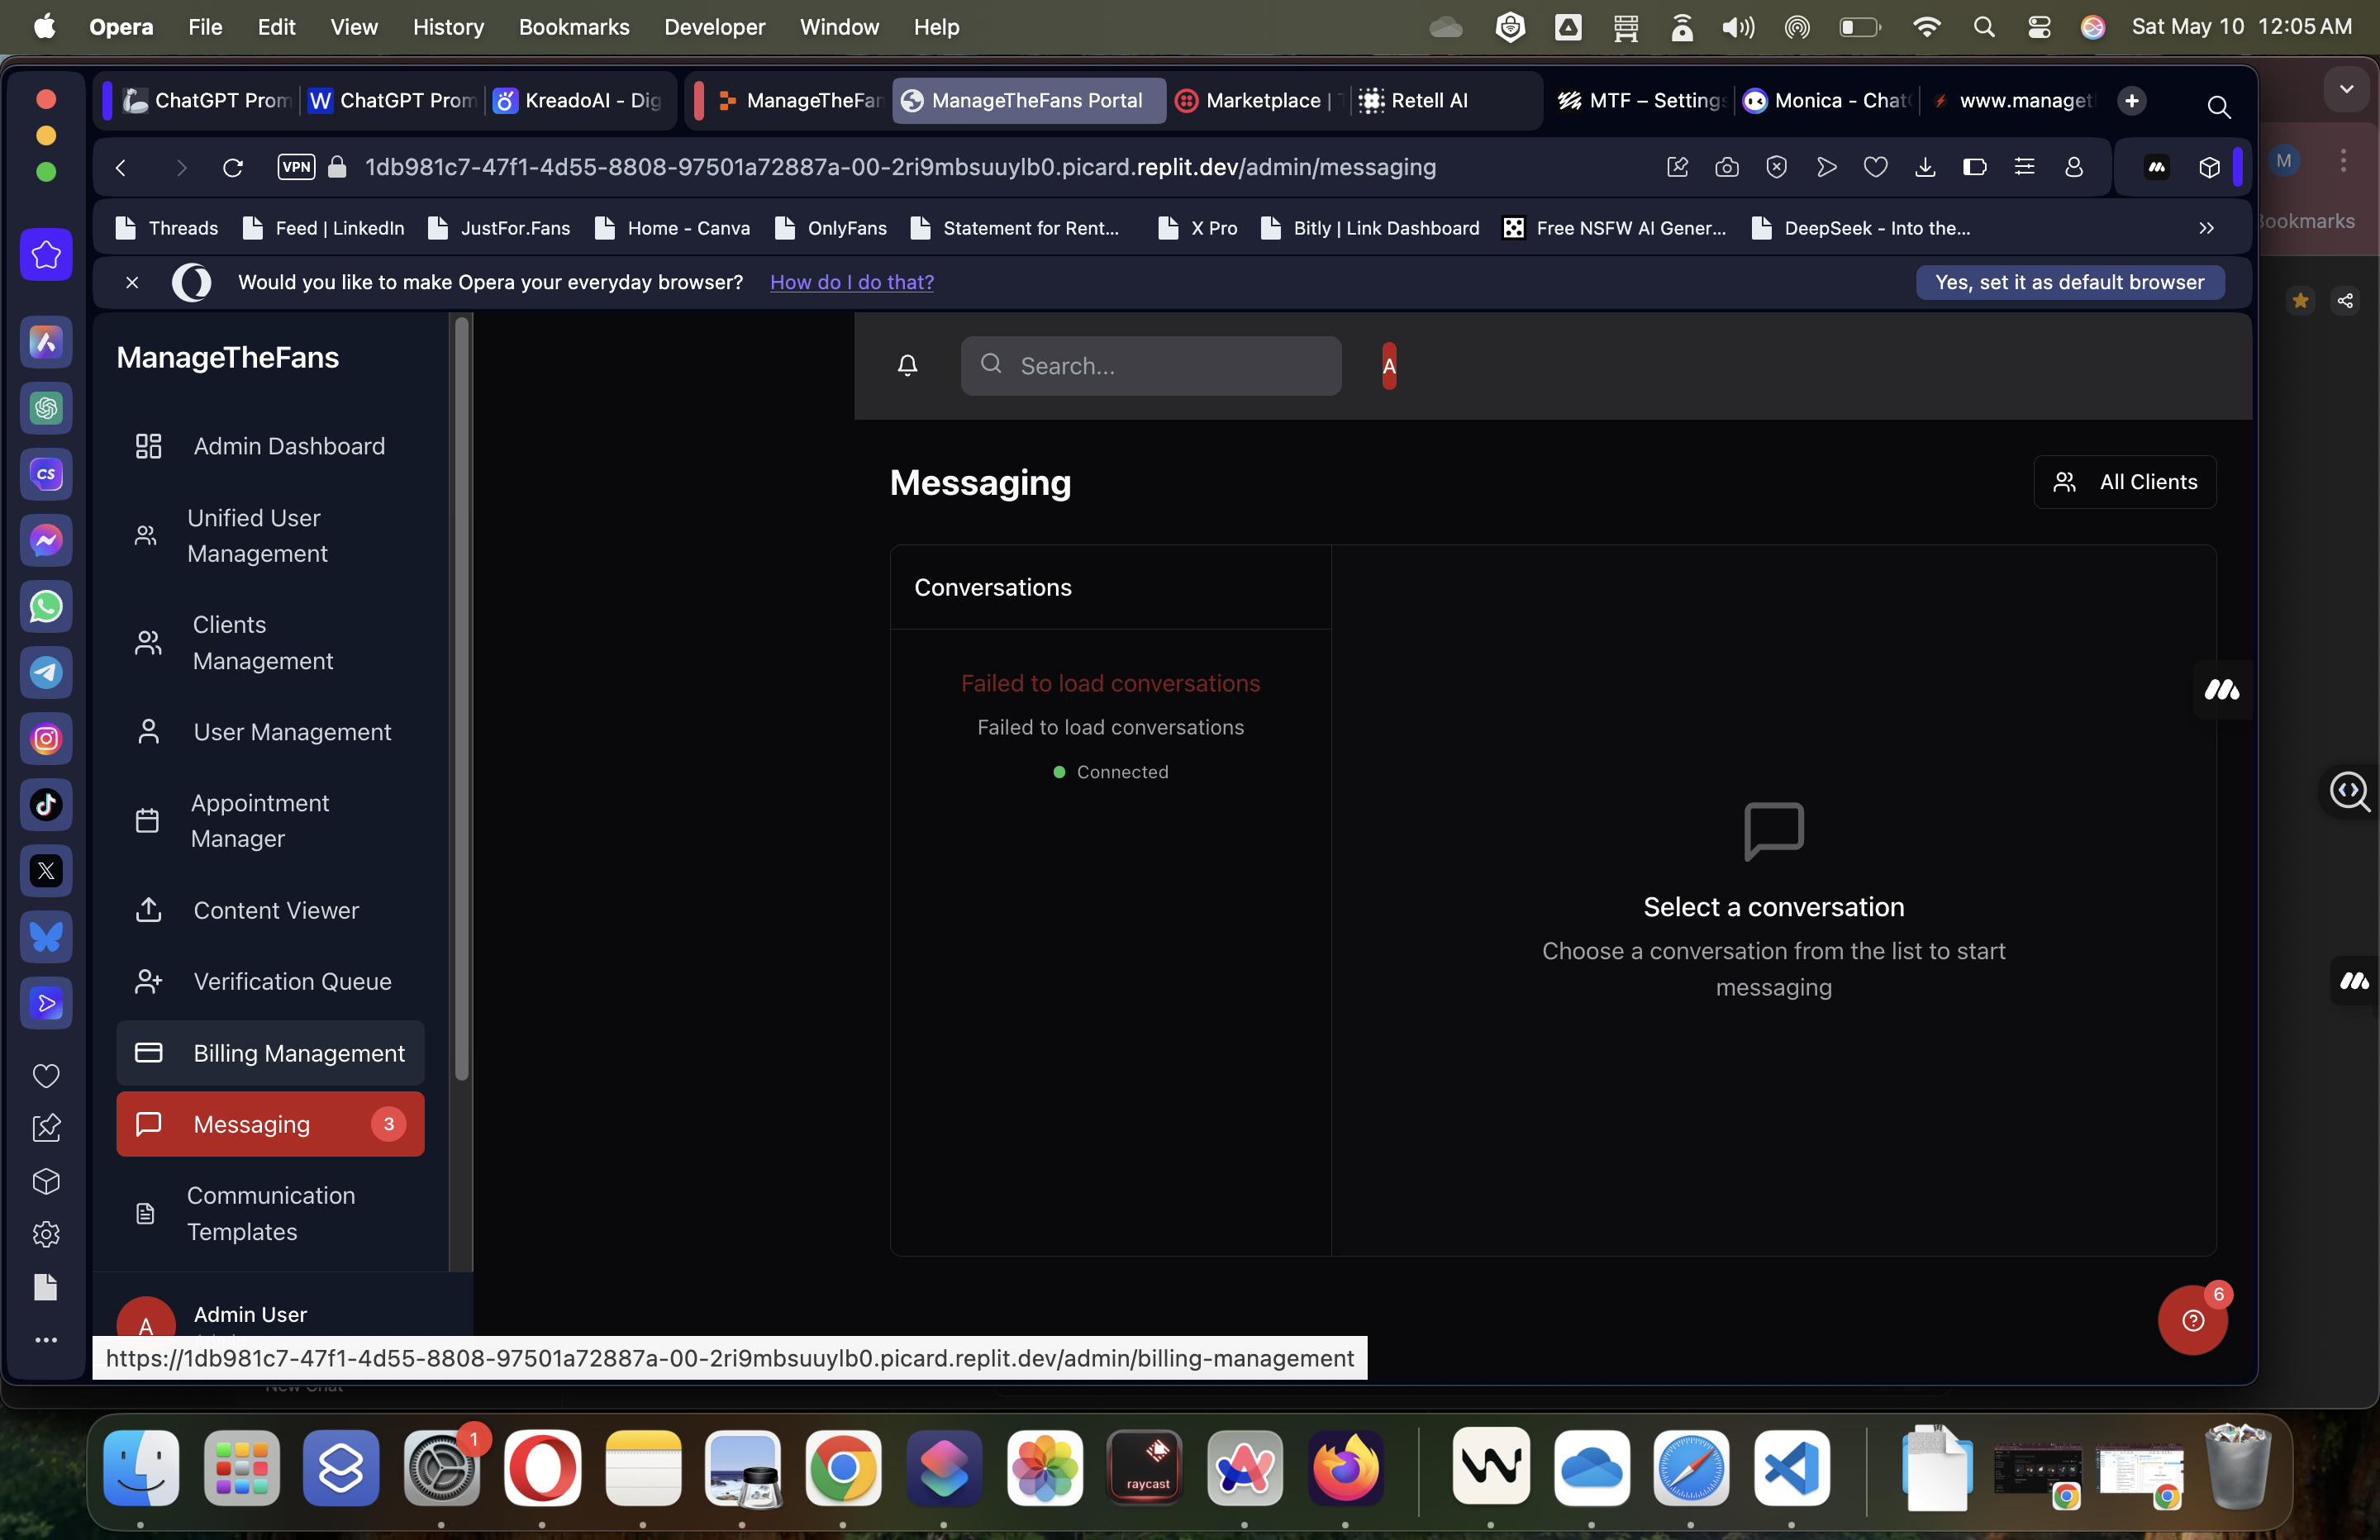 Opera File Edit View History Bookmarks Developer Window Help
Sat May 10 12:05 AM
ChatGPT Prom
W
ChatGPT Prom
KreadoAI - Dig
ManageTheFan
ManageTheFans Portal
Marketplace |
Retell AI
MTF – Settings
Monica - Chat
www.managet
VPN
1db981c7-47f1-4d55-8808-97501a72887a-00-2ri9mbsuuylb0.picard.replit.dev/admin/messaging
M
Threads
Feed | LinkedIn
JustFor.Fans
Home - Canva
OnlyFans
Statement for Rent...
X Pro
Bitly | Link Dashboard
Free NSFW AI Gener...
DeepSeek - Into the...
Bookmarks
Would you like to make Opera your everyday browser? How do I do that?
Yes, set it as default browser
CS
ManageTheFans
Admin Dashboard
Unified User
Management
Clients
Management
User Management
Appointment
Manager
Content Viewer
Verification Queue
Billing Management
Messaging 3
Communication
Templates
A
Admin User
Search...
A
Messaging
All Clients
Conversations
Failed to load conversations
Failed to load conversations
Connected
Select a conversation
Choose a conversation from the list to start
messaging
6
https://1db981c7-47f1-4d55-8808-97501a72887a-00-2ri9mbsuuylb0.picard.replit.dev/admin/billing-management
New Chat
1
raycast